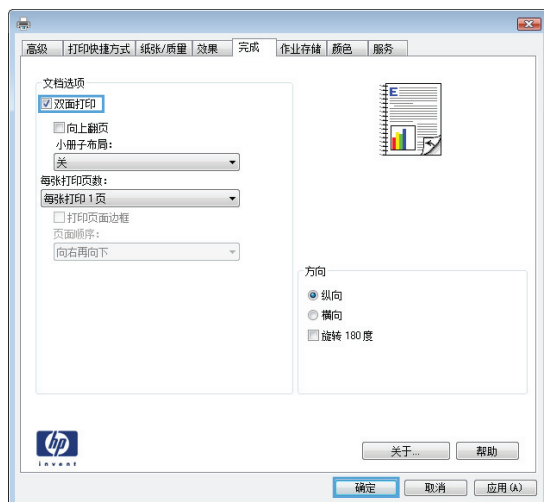 高级 打印快捷方式 纸张/质量 效果 完成 作业存储 颜色 服务
文档选项
双面打印
向上翻页
小册子布局:
关
每张打印页数:
每张打印 1 页
打印页面边框
页面顺序:
向右再向下
E
方向
纵向
横向
旋转 180 度
hp
invent
关于... 帮助
确定 取消 应用(A)